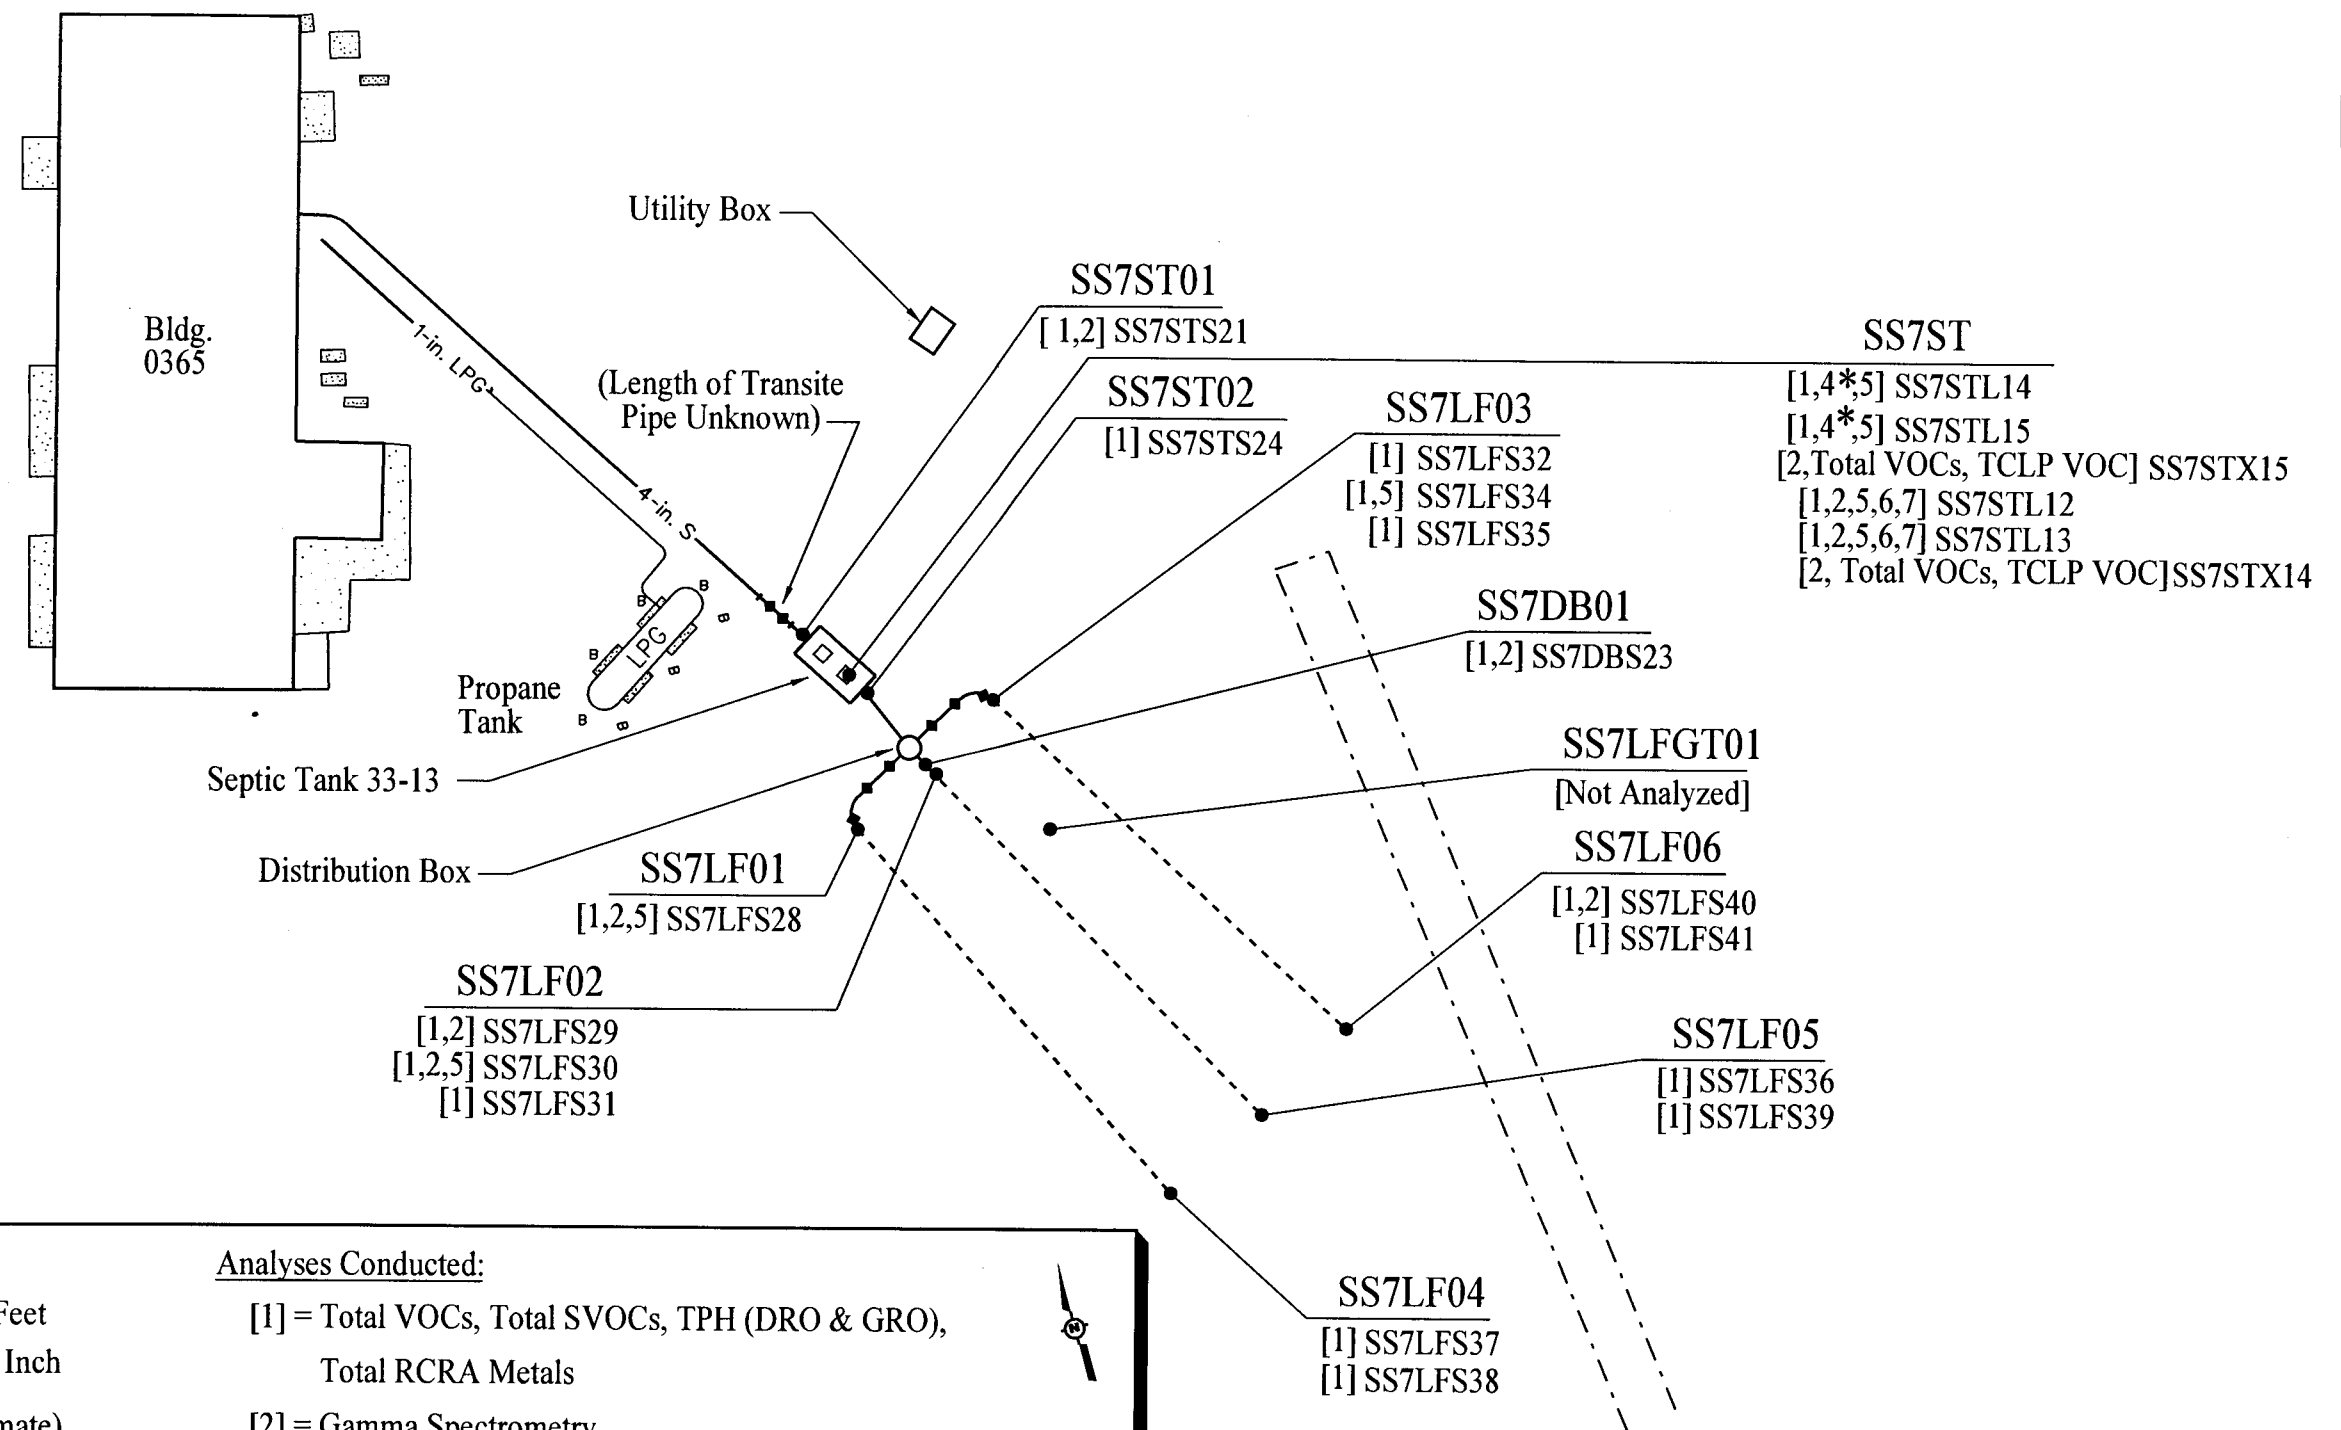 Utility Box
SS7ST01
[ 1,2] SS7STS21
SS7ST
[1,4*,5] SS7STL14
[1,4*,5] SS7STL15
[2,Total VOCs, TCLP VOC] SS7STX15
[1,2,5,6,7] SS7STL12
[1,2,5,6,7] SS7STL13
[2, Total VOCs, TCLP VOC]SS7STX14
Bldg.
0365
1-in. LPG
(Length of Transite
Pipe Unknown)
SS7ST02
[1] SS7STS24
SS7LF03
[1] SS7LFS32
[1,5] SS7LFS34
[1] SS7LFS35
4-in. S
B
B
B
B
B
B
B
LPG
Propane
Tank
SS7DB01
[1,2] SS7DBS23
Septic Tank 33-13
SS7LFGT01
[Not Analyzed]
Distribution Box
SS7LF01
[1,2,5] SS7LFS28
SS7LF06
[1,2] SS7LFS40
[1] SS7LFS41
SS7LF02
[1,2] SS7LFS29
[1,2,5] SS7LFS30
[1] SS7LFS31
SS7LF05
[1] SS7LFS36
[1] SS7LFS39
SS7LF04
[1] SS7LFS37
[1] SS7LFS38
Analyses Conducted:
Feet
[1] = Total VOCs, Total SVOCs, TPH (DRO & GRO),
Inch
Total RCRA Metals
mate)
[2] = Gamma Spectrometry
N